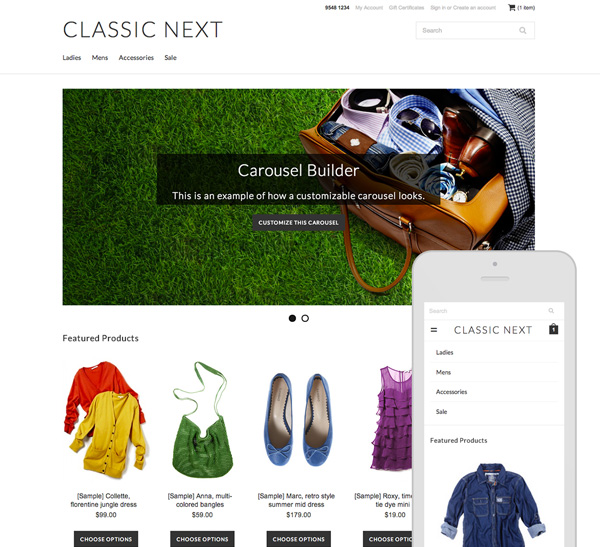 9548 1234 My Account Gift Certificates Sign in or Create an account (1 item)
CLASSIC NEXT
Search
Ladies Mens Accessories Sale
Carousel Builder
This is an example of how a customizable carousel looks.
CUSTOMIZE THIS CAROUSEL
Featured Products
[Sample] Collette,
florentine jungle dress
$99.00
CHOOSE OPTIONS
[Sample] Anna, multi-
colored bangles
$59.00
CHOOSE OPTIONS
[Sample] Marc, retro style
summer mid dress
$179.00
CHOOSE OPTIONS
[Sample] Roxy, 
tie dye mini
$19.00
CHOOSE
Search
CLASSIC NEXT
1
Ladies
Mens
Accessories
Sale
Featured Products